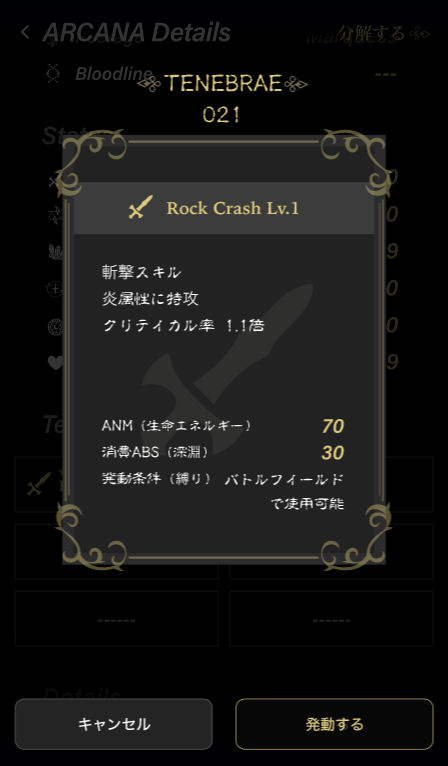 ARCANA Details
分解する
Bloodline
---
TENEBRAE
021
Rock Crash Lv.1
斬撃スキル
炎属性に特攻
クリティカル率 1.1倍
ANM（生命エネルギー） 70
消費ABS（深淵） 30
発動条件（縛り） バトルフィールド
で使用可能
------ ------
Details
キャンセル 発動する